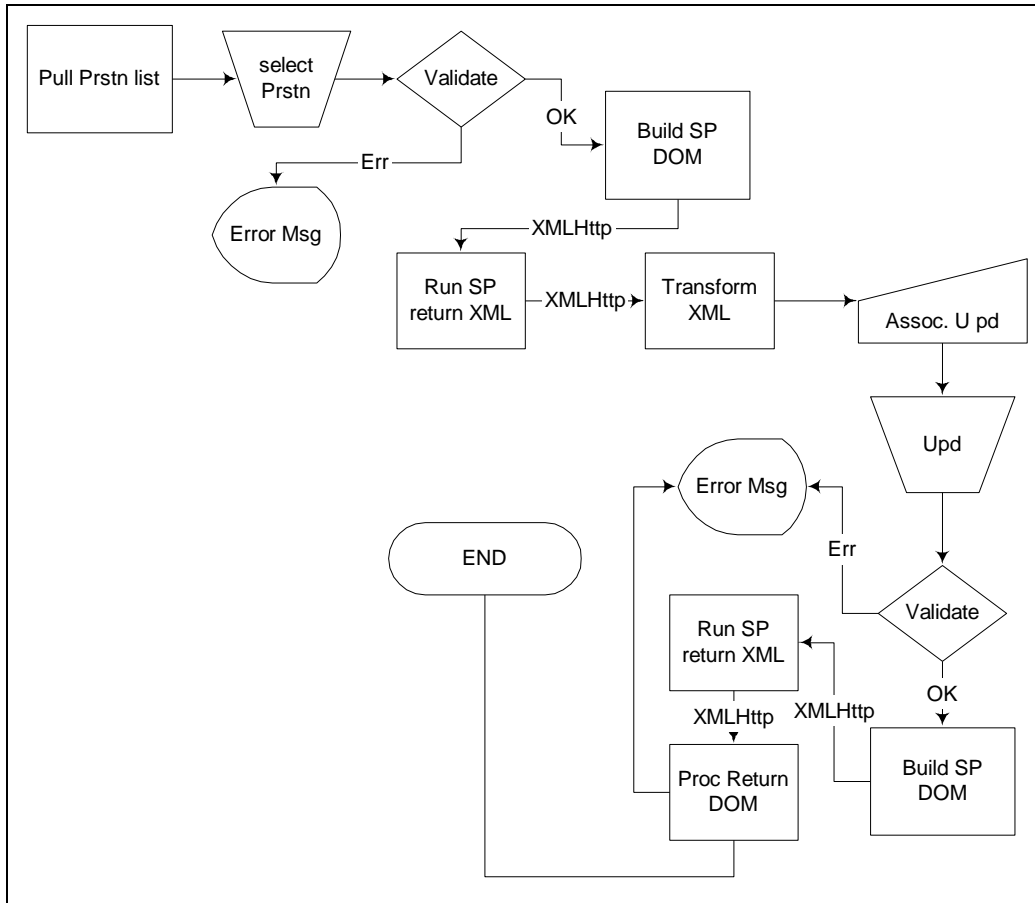 Pull Prstn list
select
Prstn
Validate
OK
Build SP
DOM
Err
Error Msg
XMLHttp
Run SP
return XML
XMLHttp
Transform
XML
Assoc. U pd
Upd
Error Msg
Err
END
Validate
Run SP
return XML
OK
XMLHttp
XMLHttp
Build SP
DOM
Proc Return
DOM